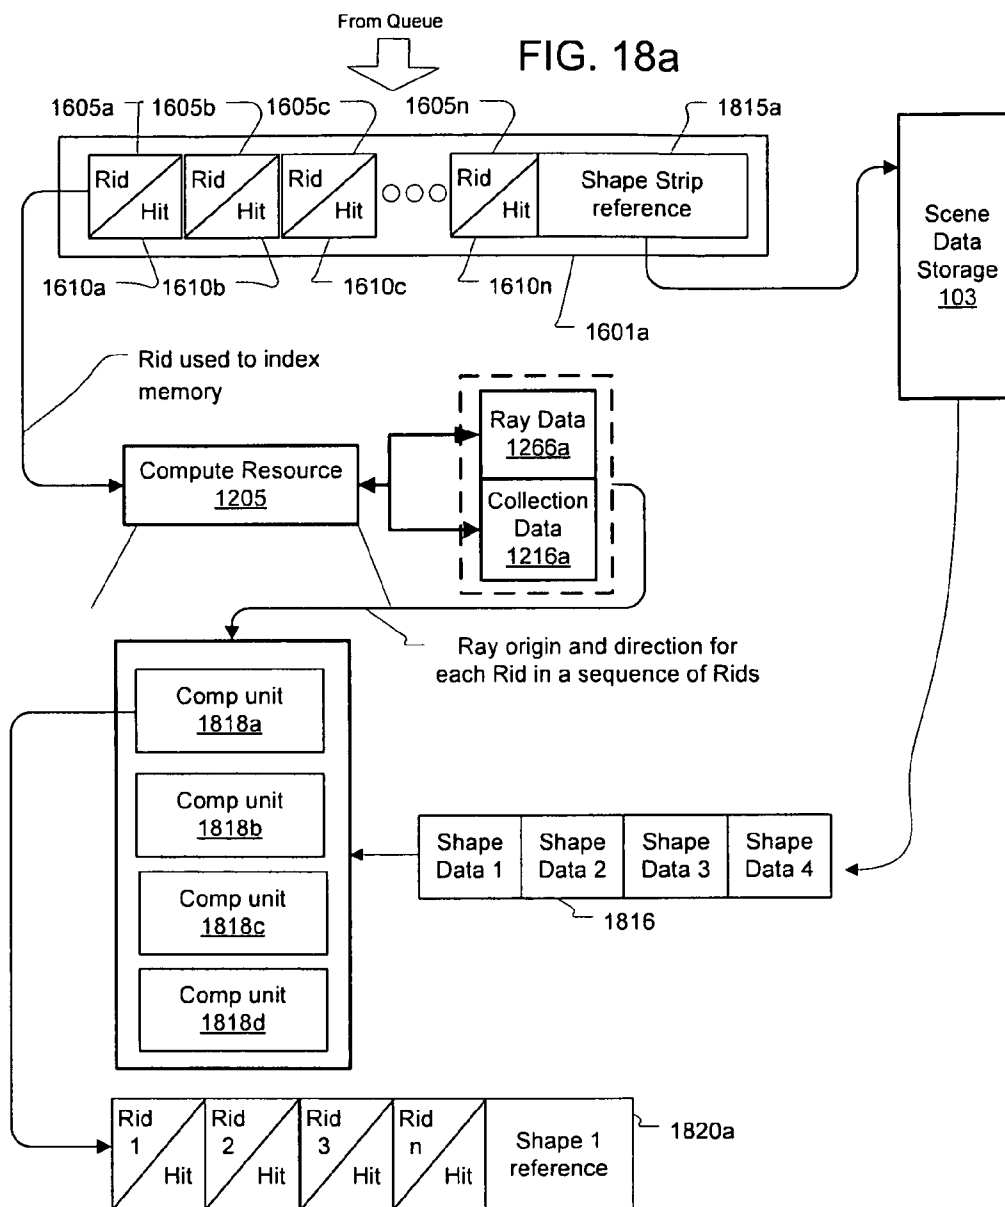 From Queue
FIG. 18a
1605a
1605b
1605c
1605n
1815a
Rid
Hit
Rid
Hit
Rid
Hit
Rid
Hit
Shape Strip
reference
1610a
1610b
1610c
1610n
1601a
Scene
Data
Storage
103
Rid used to index
memory
Compute Resource
1205
Ray Data
1266a
Collection
Data
1216a
Ray origin and direction for
each Rid in a sequence of Rids
Comp unit
1818a
Comp unit
1818b
Comp unit
1818c
Comp unit
1818d
Shape
Data 1
Shape
Data 2
Shape
Data 3
Shape
Data 4
1816
Rid
1
Hit
Rid
2
Hit
Rid
3
Hit
Rid
n
Hit
Shape 1
reference
1820a